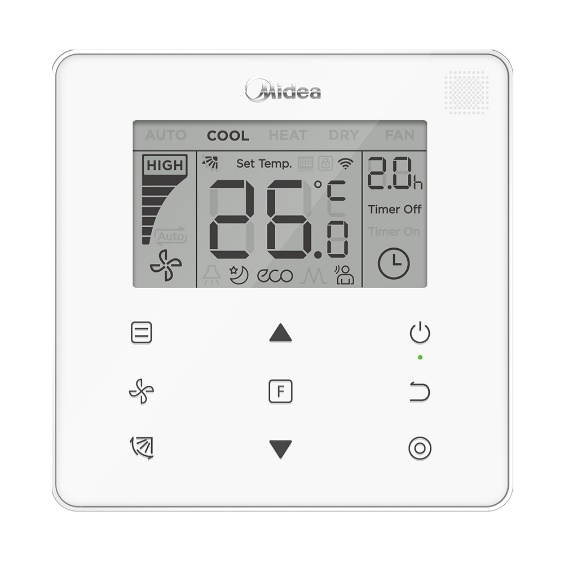 Midea
AUTO COOL HEAT DRY FAN
HIGH
Set Temp.
2.0h
26.0°C
Timer Off
Auto
Timer On
eco
F